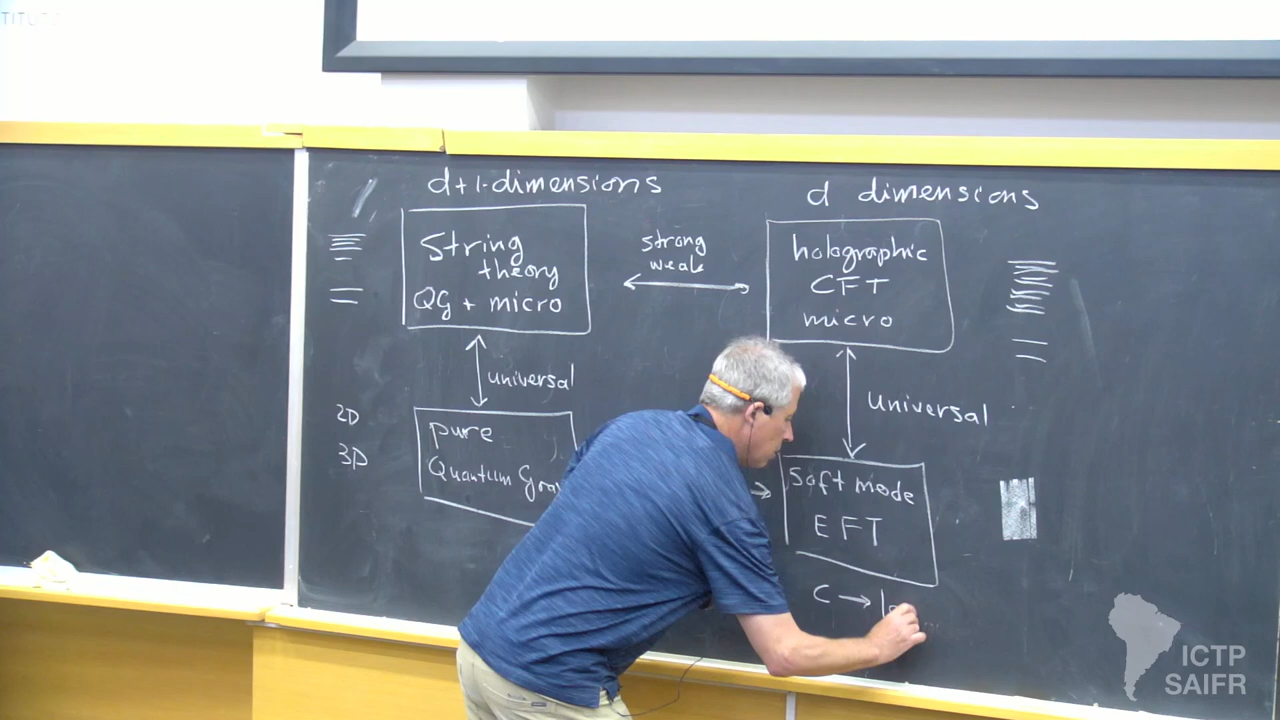 d+1-dimensions
d dimensions
String
theory
QG + micro
strong
weak
holographic
CFT
micro
universal
universal
2D
3D
pure
Quantum
Soft mode
EFT
C →
ICTP
SAIFR